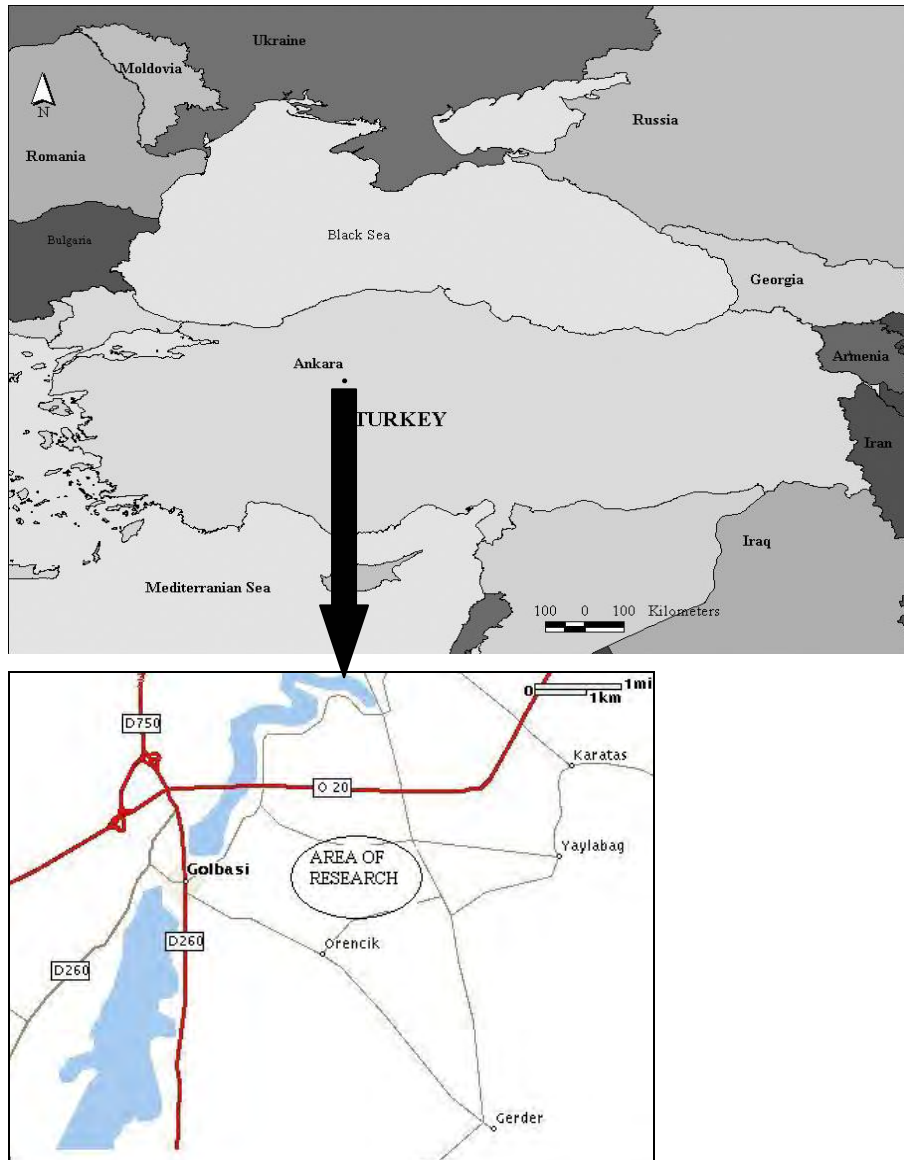 Ukraine
Moldovia
N
Russia
Romania
Bulgaria
Black Sea
Georgia
Ankara
Armenia
TURKEY
Iran
Iraq
Mediterranian Sea
100 0 100 Kilometers
0 1mi
1km
D750
Karatas
O 20
Yaylabag
AREA OF
RESEARCH
Golbasi
D260
Orencik
D260
Gerder